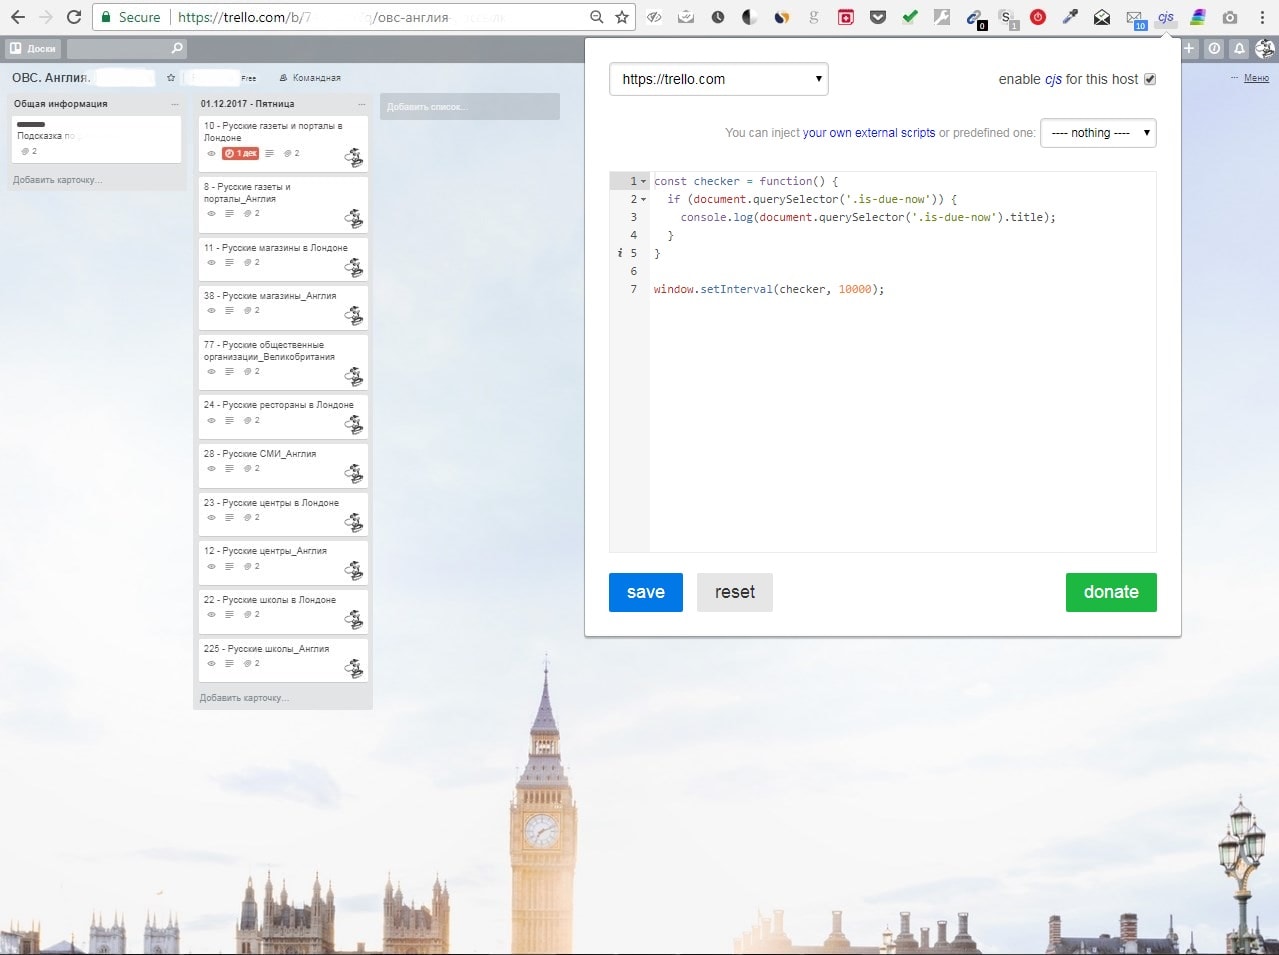 Secure
https://trello.com/b/7
/овс-англия
0
S
1
g
10
cjs
Доски
ОВС. Англия.
Free
Командная
Меню
Общая информация
Подсказка по
2
Добавить карточку...
01.12.2017 - Пятница
10 - Русские газеты и порталы в
Лондоне
1 дек
2
8 - Русские газеты и
порталы_Англия
2
11 - Русские магазины в Лондоне
2
38 - Русские магазины_Англия
2
77 - Русские общественные
организации_Великобритания
2
24 - Русские рестораны в Лондоне
2
28 - Русские СМИ_Англия
2
23 - Русские центры в Лондоне
2
12 - Русские центры_Англия
2
22 - Русские школы в Лондоне
2
225 - Русские школы_Англия
2
Добавить карточку...
Добавить список...
https://trello.com
enable cjs for this host
You can inject your own external scripts or predefined one:
---- nothing ----
1 const checker = function() {
2 if (document.querySelector('.is-due-now')) {
3 console.log(document.querySelector('.is-due-now').title);
4 }
i 5 }
6
7 window.setInterval(checker, 10000);
save
reset
donate